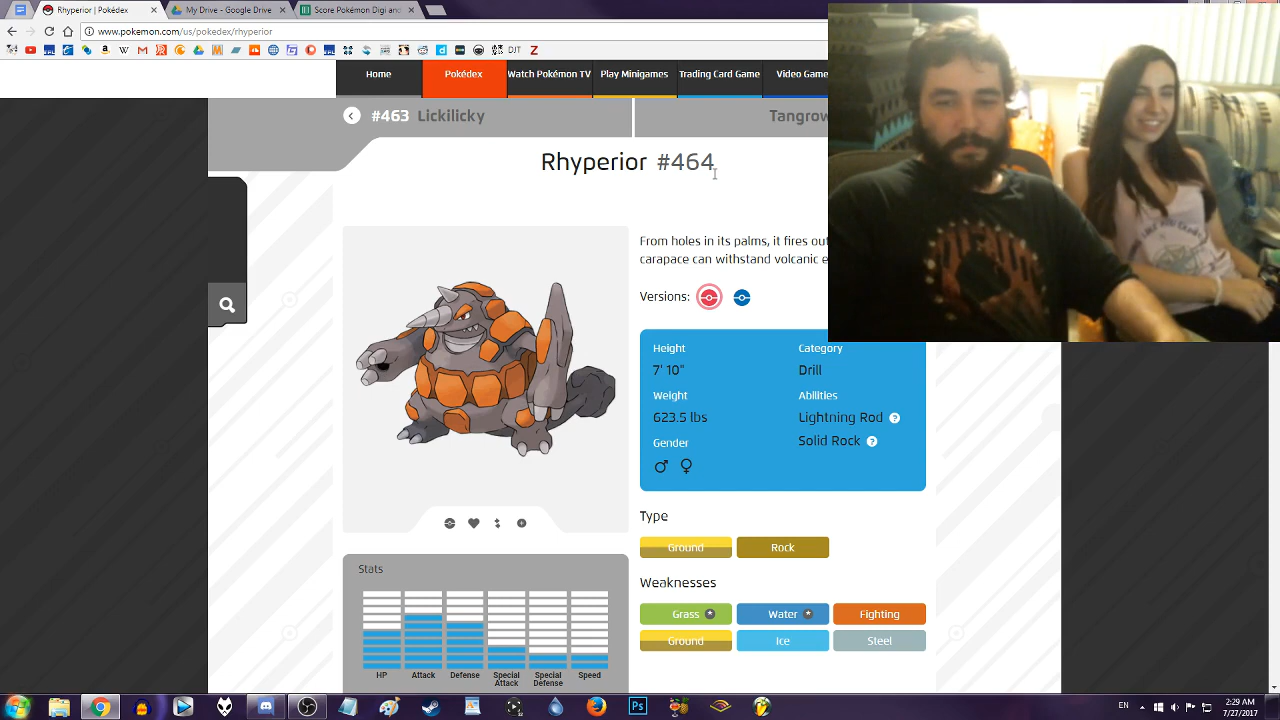 Rhyperior | Pokédex
My Drive - Google Drive
Score Pokémon Digi and
www.pokemon.com/us/pokedex/rhyperior
DJT
Home
Pokédex
Watch Pokémon TV
Play Minigames
Trading Card Game
Video Game
#463 Lickilicky
Tangrow
Rhyperior #464
From holes in its palms, it fires out
carapace can withstand volcanic e
Versions:
Height
7' 10"
Category
Drill
Weight
623.5 lbs
Abilities
Lightning Rod
Solid Rock
Gender
Type
Ground Rock
Weaknesses
Grass Water Fighting
Ground Ice Steel
Stats
HP
Attack
Defense
Special
Attack
Special
Defense
Speed
EN
2:29 AM
7/27/2017